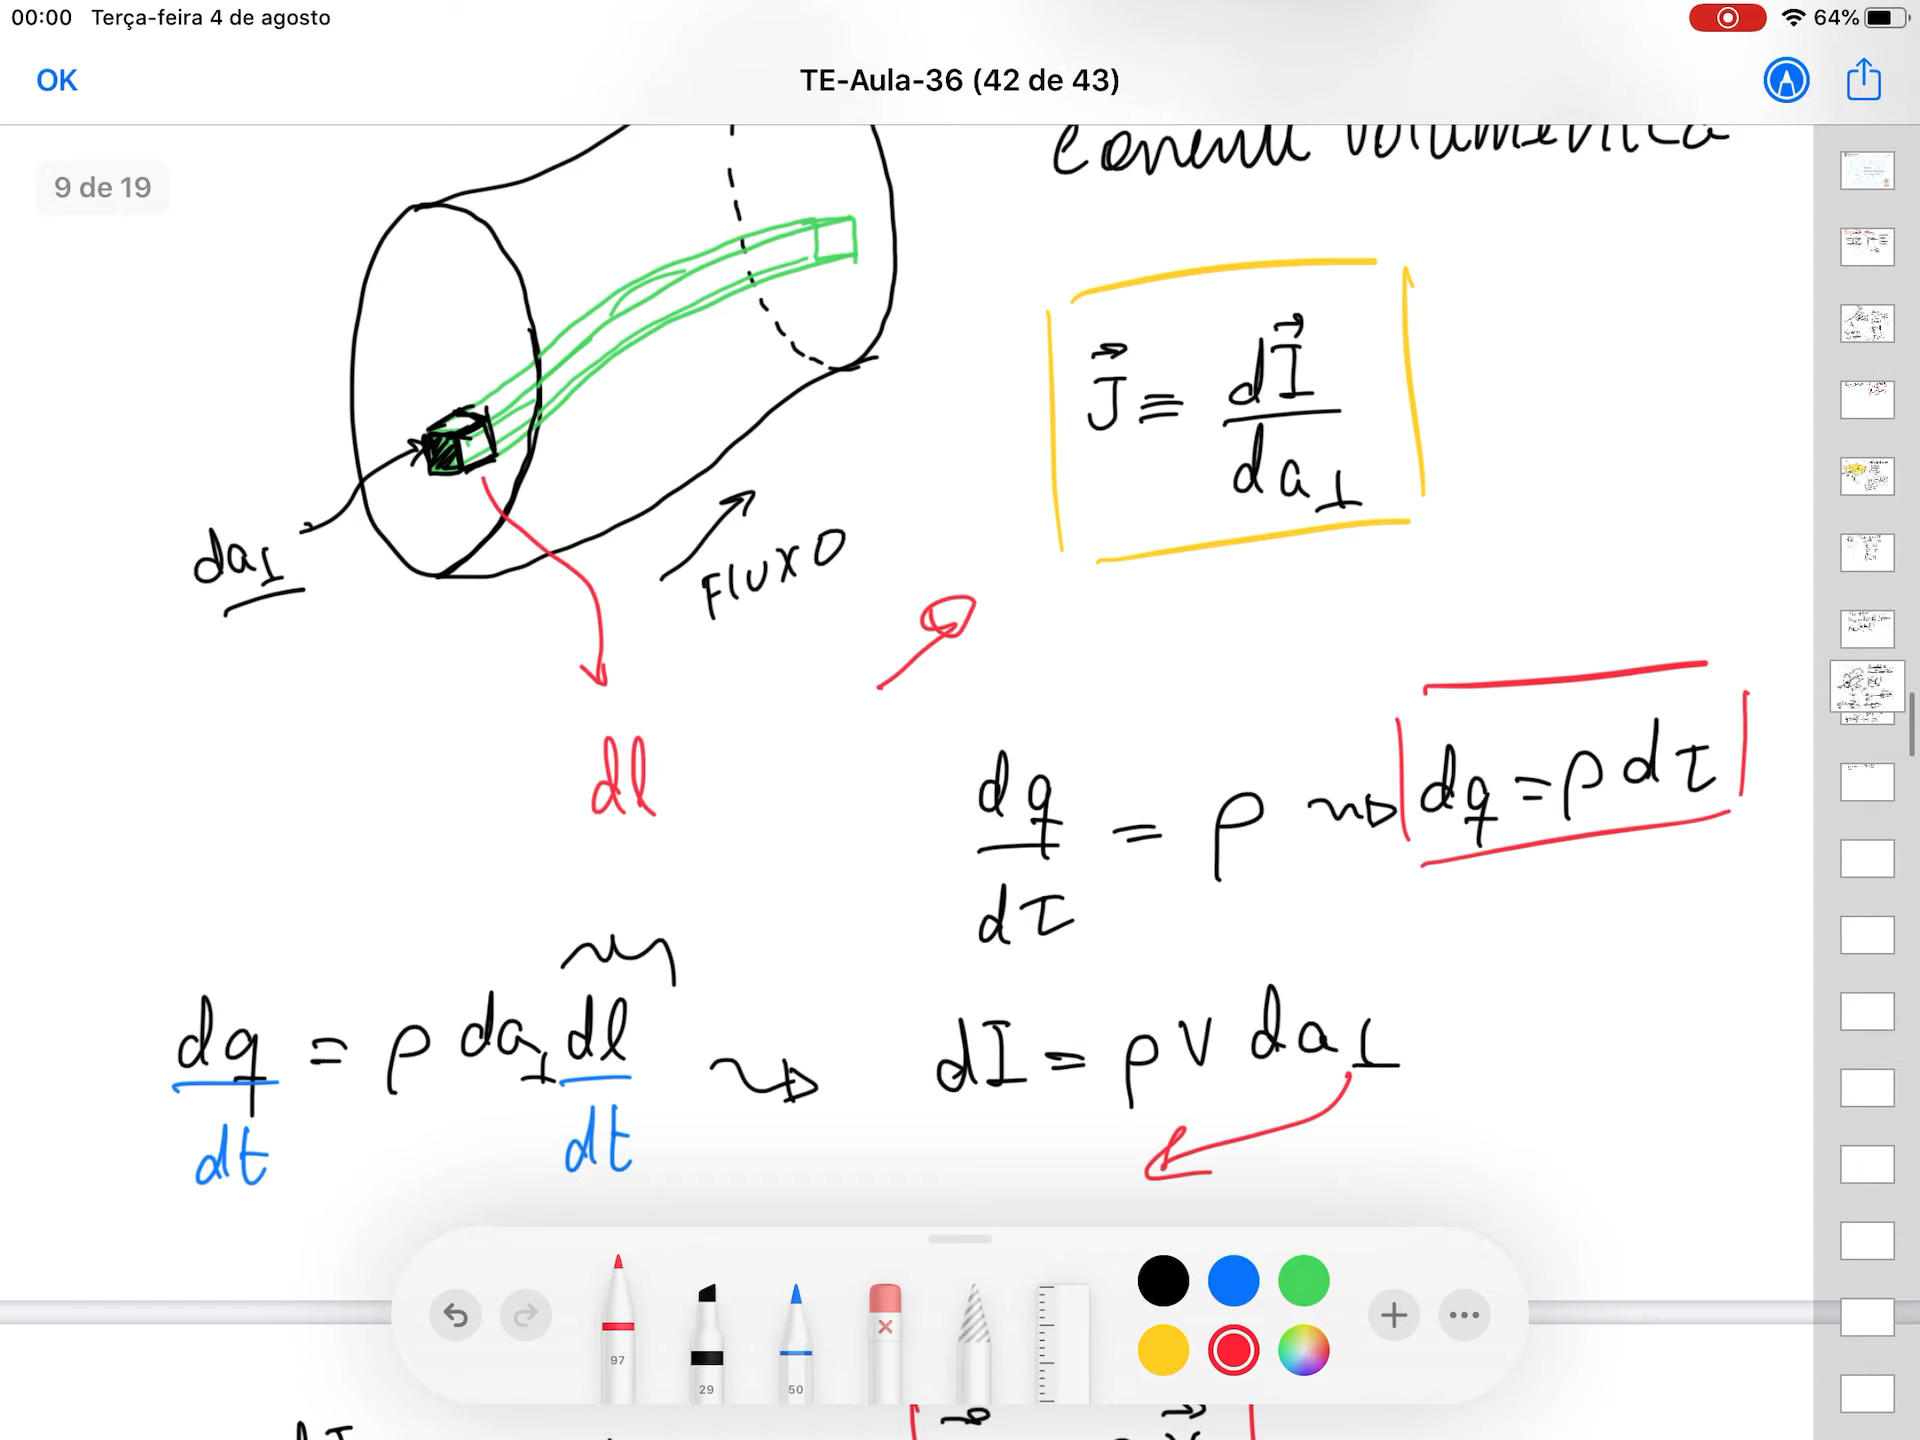 00:00 Terça-feira 4 de agosto 64%
OK TE-Aula-36 (42 de 43)
9 de 19
da⊥
FLUXO
J⃗ ≡ dI⃗ / da⊥
dl
dq/dτ = ρ ⇝ dq = ρ dτ
dq/dt = ρ da⊥ dl/dt ⇝ dI = ρ v da⊥
97 29 50